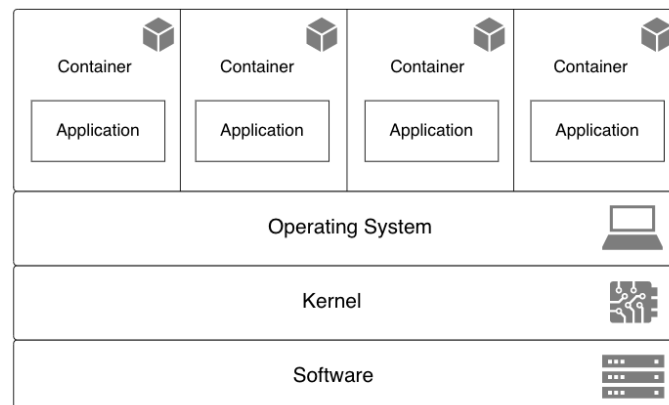 Container Container Container Container
Application Application Application Application
Operating System
Kernel
Software